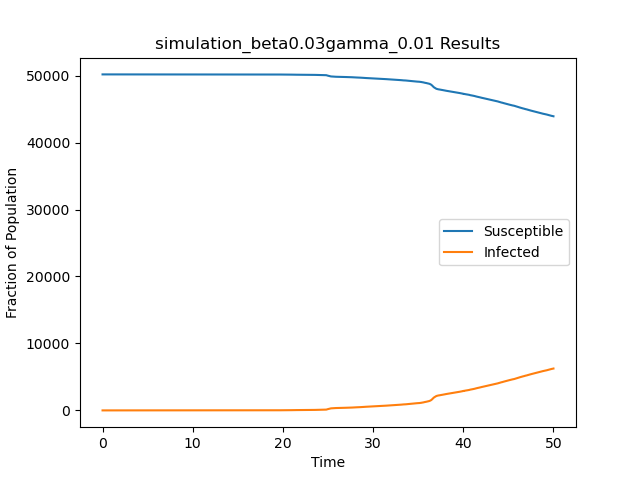 simulation_beta0.03gamma_0.01 Results
Fraction of Population
50000
40000
30000
20000
10000
0
Susceptible
Infected
0 10 20 30 40 50
Time